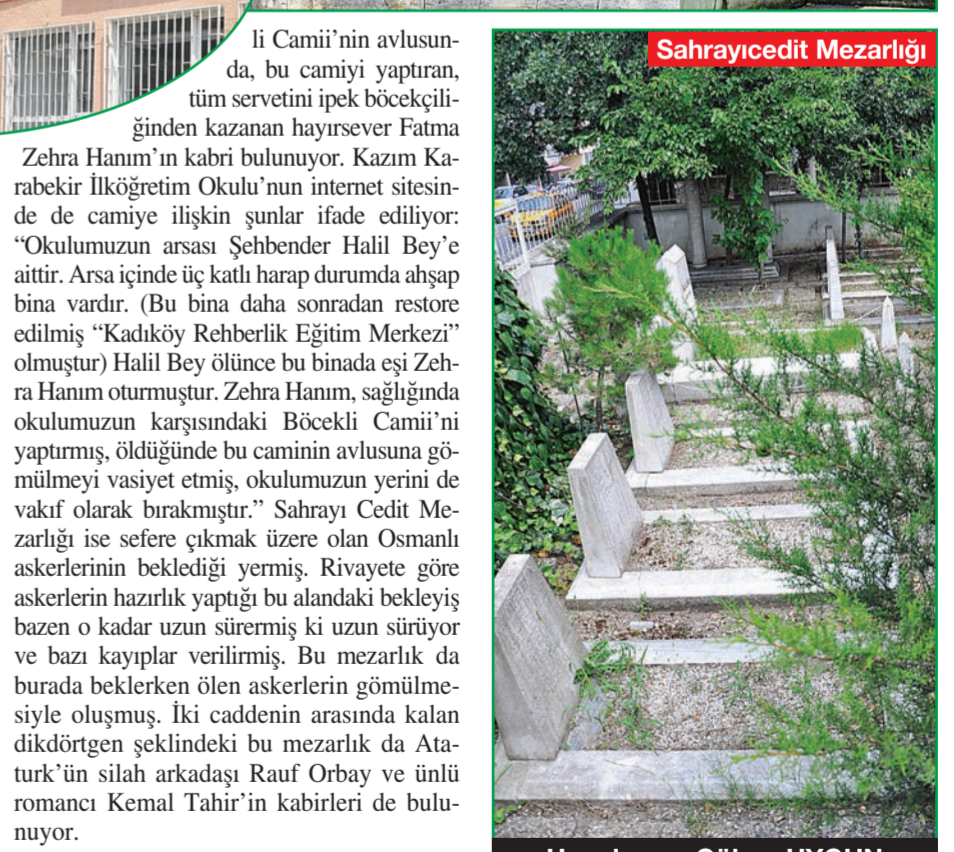 li Camii'nin avlusun-
da, bu camiyi yaptıran,
tüm servetini ipek böcekçili-
ğinden kazanan hayırsever Fatma
Zehra Hanım'ın kabri bulunuyor. Kazım Ka-
rabekir İlköğretim Okulu'nun internet sitesin-
de de camiye ilişkin şunlar ifade ediliyor:
“Okulumuzun arsası Şehbender Halil Bey'e
aittir. Arsa içinde üç katlı harap durumda ahşap
bina vardır. (Bu bina daha sonradan restore
edilmiş “Kadıköy Rehberlik Eğitim Merkezi”
olmuştur) Halil Bey ölünce bu binada eşi Zeh-
ra Hanım oturmuştur. Zehra Hanım, sağlığında
okulumuzun karşısındaki Böcekli Camii'ni
yaptırmış, öldüğünde bu caminin avlusuna gö-
mülmeyi vasiyet etmiş, okulumuzun yerini de
vakıf olarak bırakmıştır.” Sahrayı Cedit Me-
zarlığı ise sefere çıkmak üzere olan Osmanlı
askerlerinin beklediği yermiş. Rivayete göre
askerlerin hazırlık yaptığı bu alandaki bekleyiş
bazen o kadar uzun sürermiş ki uzun sürüyor
ve bazı kayıplar verilirmiş. Bu mezarlık da
burada beklerken ölen askerlerin gömülme-
siyle oluşmuş. İki caddenin arasında kalan
dikdörtgen şeklindeki bu mezarlık da Ata-
turk'ün silah arkadaşı Rauf Orbay ve ünlü
romancı Kemal Tahir'in kabirleri de bulu-
nuyor.
Sahrayıcedit Mezarlığı